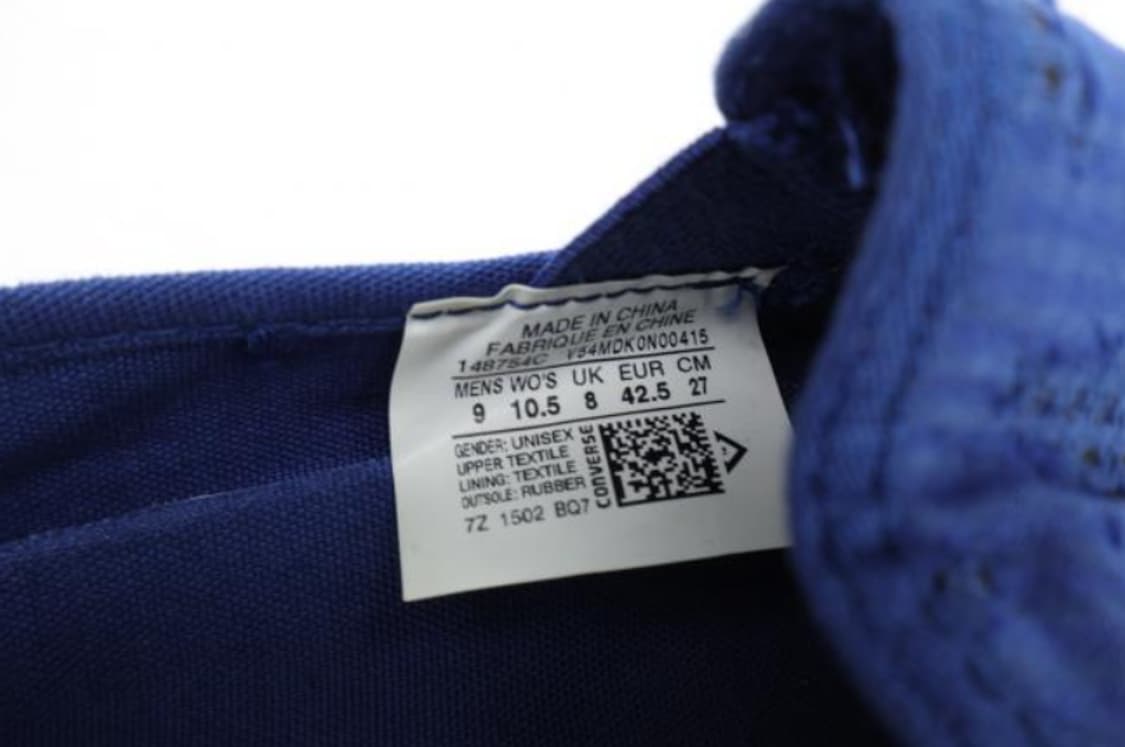 MADE IN CHINA
FABRIQUE EN CHINE
148754C V54MDK0N00415
MENS WO'S UK EUR CM
9 10.5 8 42.5 27
GENDER: UNISEX
UPPER TEXTILE
LINING: TEXTILE
OUTSOLE: RUBBER
7Z 1502 BQ7
CONVERSE